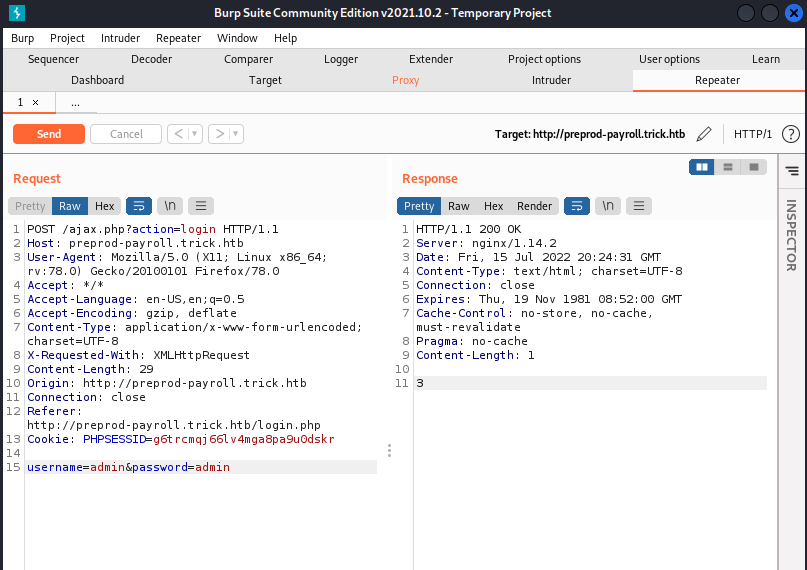 Burp Suite Community Edition v2021.10.2 - Temporary Project
Burp Project Intruder Repeater Window Help
Sequencer Decoder Comparer Logger Extender Project options User options Learn
Dashboard Target Proxy Intruder Repeater
1 × ...
Send Cancel < > Target: http://preprod-payroll.trick.htb HTTP/1 ?
Request
Pretty Raw Hex \n
1 POST /ajax.php?action=login HTTP/1.1
2 Host: preprod-payroll.trick.htb
3 User-Agent: Mozilla/5.0 (X11; Linux x86_64;
rv:78.0) Gecko/20100101 Firefox/78.0
4 Accept: */*
5 Accept-Language: en-US,en;q=0.5
6 Accept-Encoding: gzip, deflate
7 Content-Type: application/x-www-form-urlencoded;
charset=UTF-8
8 X-Requested-With: XMLHttpRequest
9 Content-Length: 29
10 Origin: http://preprod-payroll.trick.htb
11 Connection: close
12 Referer:
http://preprod-payroll.trick.htb/login.php
13 Cookie: PHPSESSID=g6trcmqj66lv4mga8pa9u0dskr
14
15 username=admin&password=admin
Response
Pretty Raw Hex Render \n
1 HTTP/1.1 200 OK
2 Server: nginx/1.14.2
3 Date: Fri, 15 Jul 2022 20:24:31 GMT
4 Content-Type: text/html; charset=UTF-8
5 Connection: close
6 Expires: Thu, 19 Nov 1981 08:52:00 GMT
7 Cache-Control: no-store, no-cache,
must-revalidate
8 Pragma: no-cache
9 Content-Length: 1
10
11 3
INSPECTOR